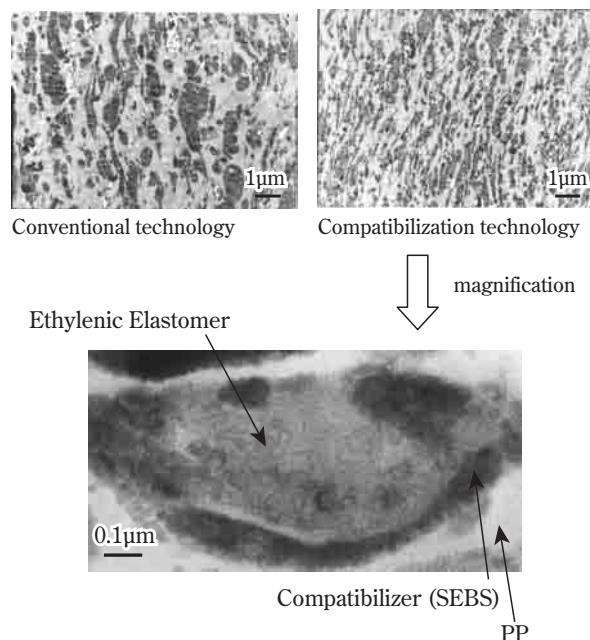 1μm
1μm
Conventional technology
Compatibilization technology
magnification
Ethylenic Elastomer
0.1μm
Compatibilizer (SEBS)
PP